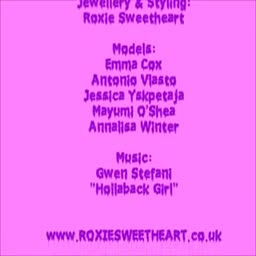 Jewellery & Styling:
Roxie Sweetheart
Models:
Emma Cox
Antonio Vlasto
Jessica Yskpetaja
Mayumi O'Shea
Annalisa Winter
Music:
Gwen Stefani
"Hollaback Girl"
www.ROXIESWEETHEART.co.uk